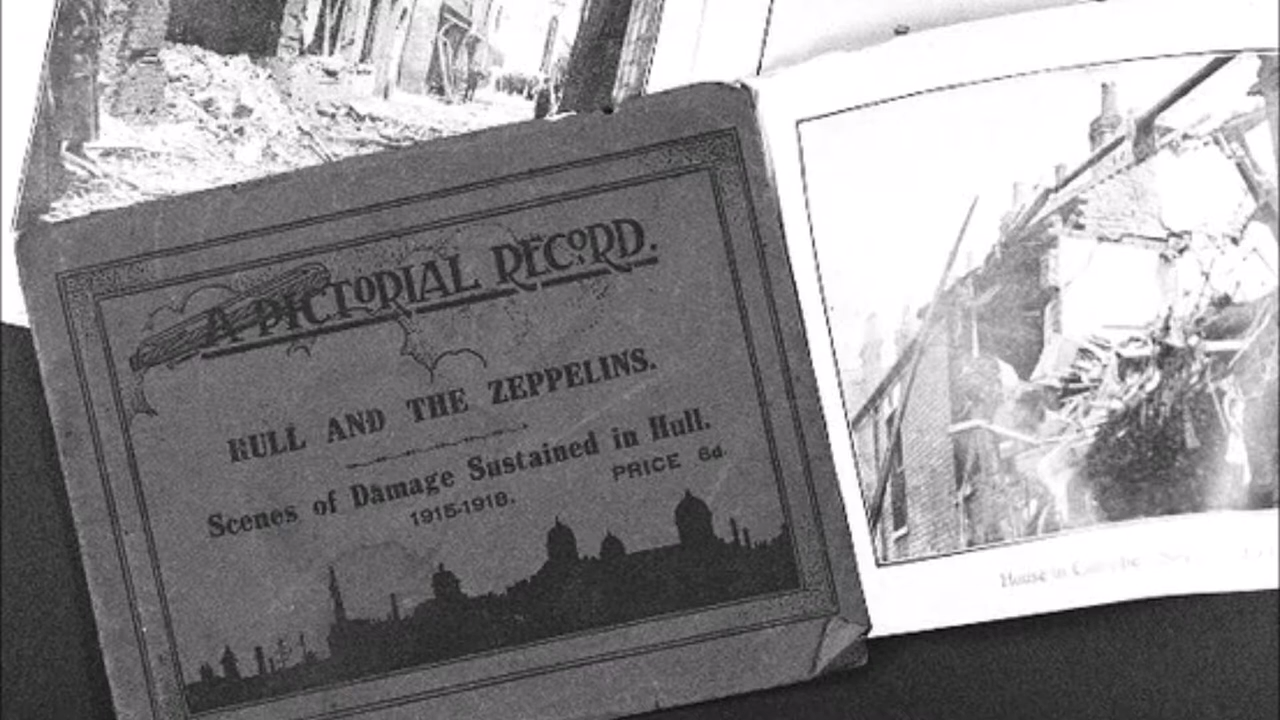 A PICTORIAL RECORD.
HULL AND THE ZEPPELINS.
Scenes of Damage Sustained in Hull.
1915-1918.
PRICE 6d.
House in